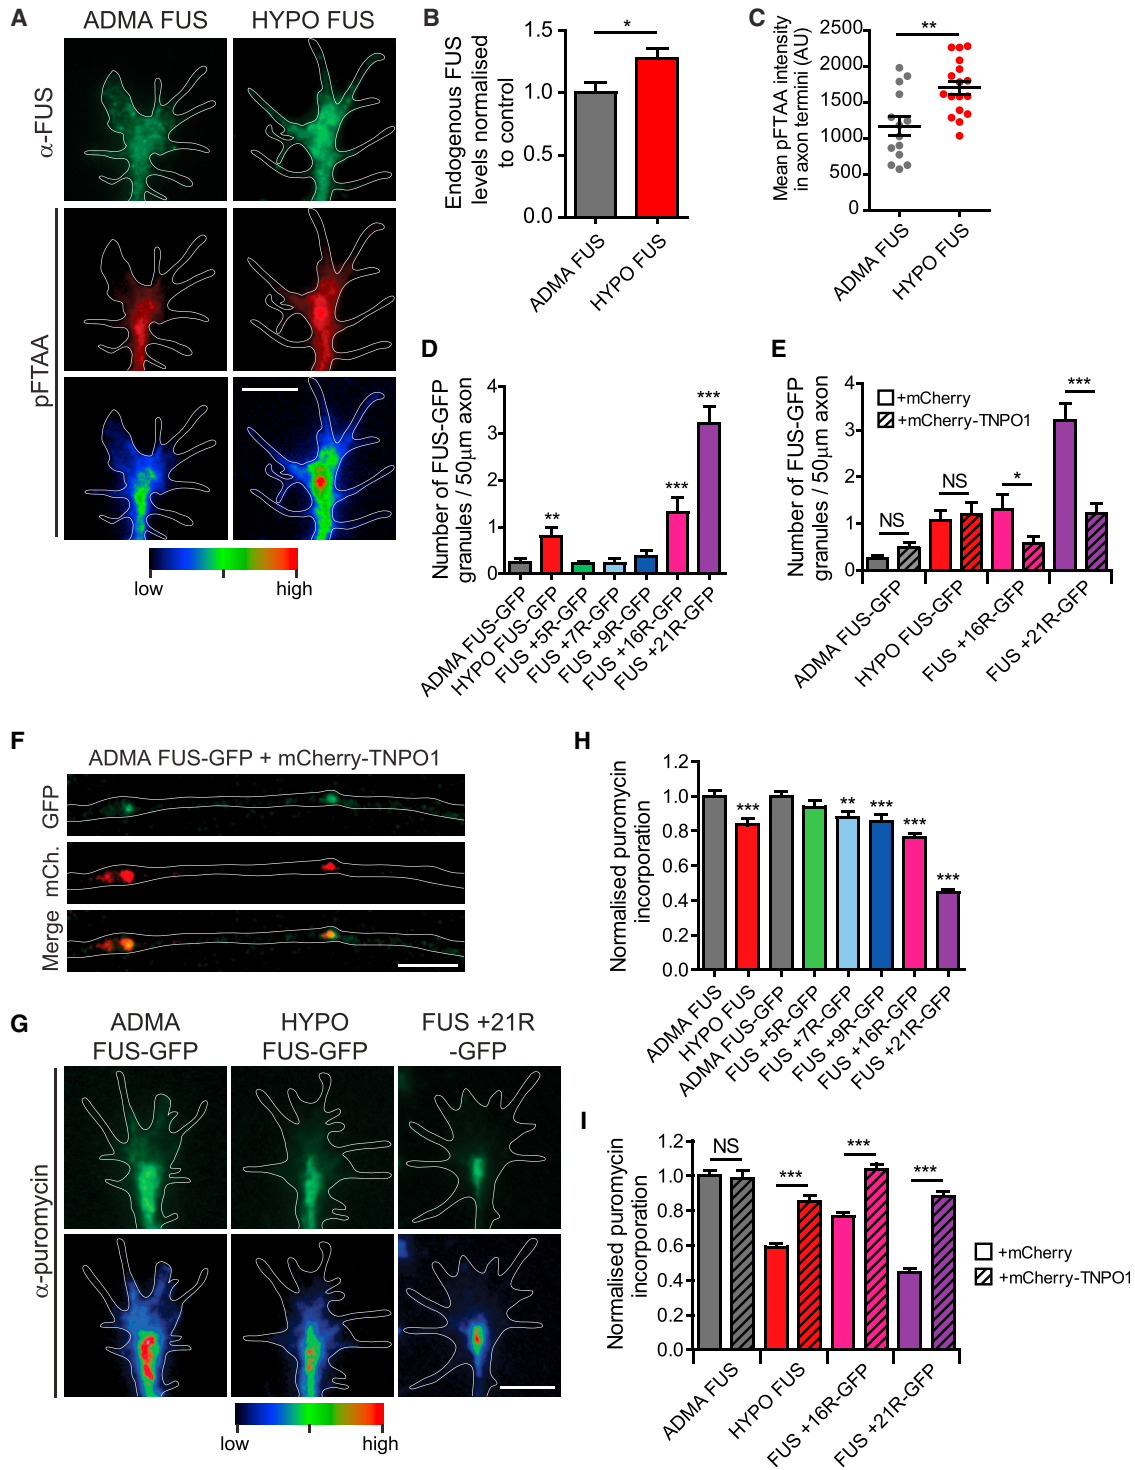 A
ADMA FUS
HYPO FUS
α-FUS
pFTAA
low
high
B
Endogenous FUS
levels normalised
to control
1.5
1.0
0.5
0.0
*
ADMA FUS
HYPO FUS
C
Mean pFTAA intensity
in axon termini (AU)
2500
2000
1500
1000
500
0
**
ADMA FUS
HYPO FUS
D
Number of FUS-GFP
granules / 50μm axon
4
3
2
1
0
**
***
***
ADMA FUS-GFP
HYPO FUS-GFP
FUS +5R-GFP
FUS +7R-GFP
FUS +9R-GFP
FUS +16R-GFP
FUS +21R-GFP
E
Number of FUS-GFP
granules / 50μm axon
4
3
2
1
0
+mCherry
+mCherry-TNPO1
NS
NS
*
***
ADMA FUS-GFP
HYPO FUS-GFP
FUS +16R-GFP
FUS +21R-GFP
F
ADMA FUS-GFP + mCherry-TNPO1
GFP
mCh.
Merge
G
ADMA
FUS-GFP
HYPO
FUS-GFP
FUS +21R
-GFP
α-puromycin
low
high
H
Normalised puromycin
incorporation
1.2
1.0
0.8
0.6
0.4
0.2
0.0
***
**
***
***
***
ADMA FUS
HYPO FUS
ADMA FUS-GFP
FUS +5R-GFP
FUS +7R-GFP
FUS +9R-GFP
FUS +16R-GFP
FUS +21R-GFP
I
Normalised puromycin
incorporation
1.2
1.0
0.8
0.6
0.4
0.2
0.0
NS
***
***
***
+mCherry
+mCherry-TNPO1
ADMA FUS
HYPO FUS
FUS +16R-GFP
FUS +21R-GFP